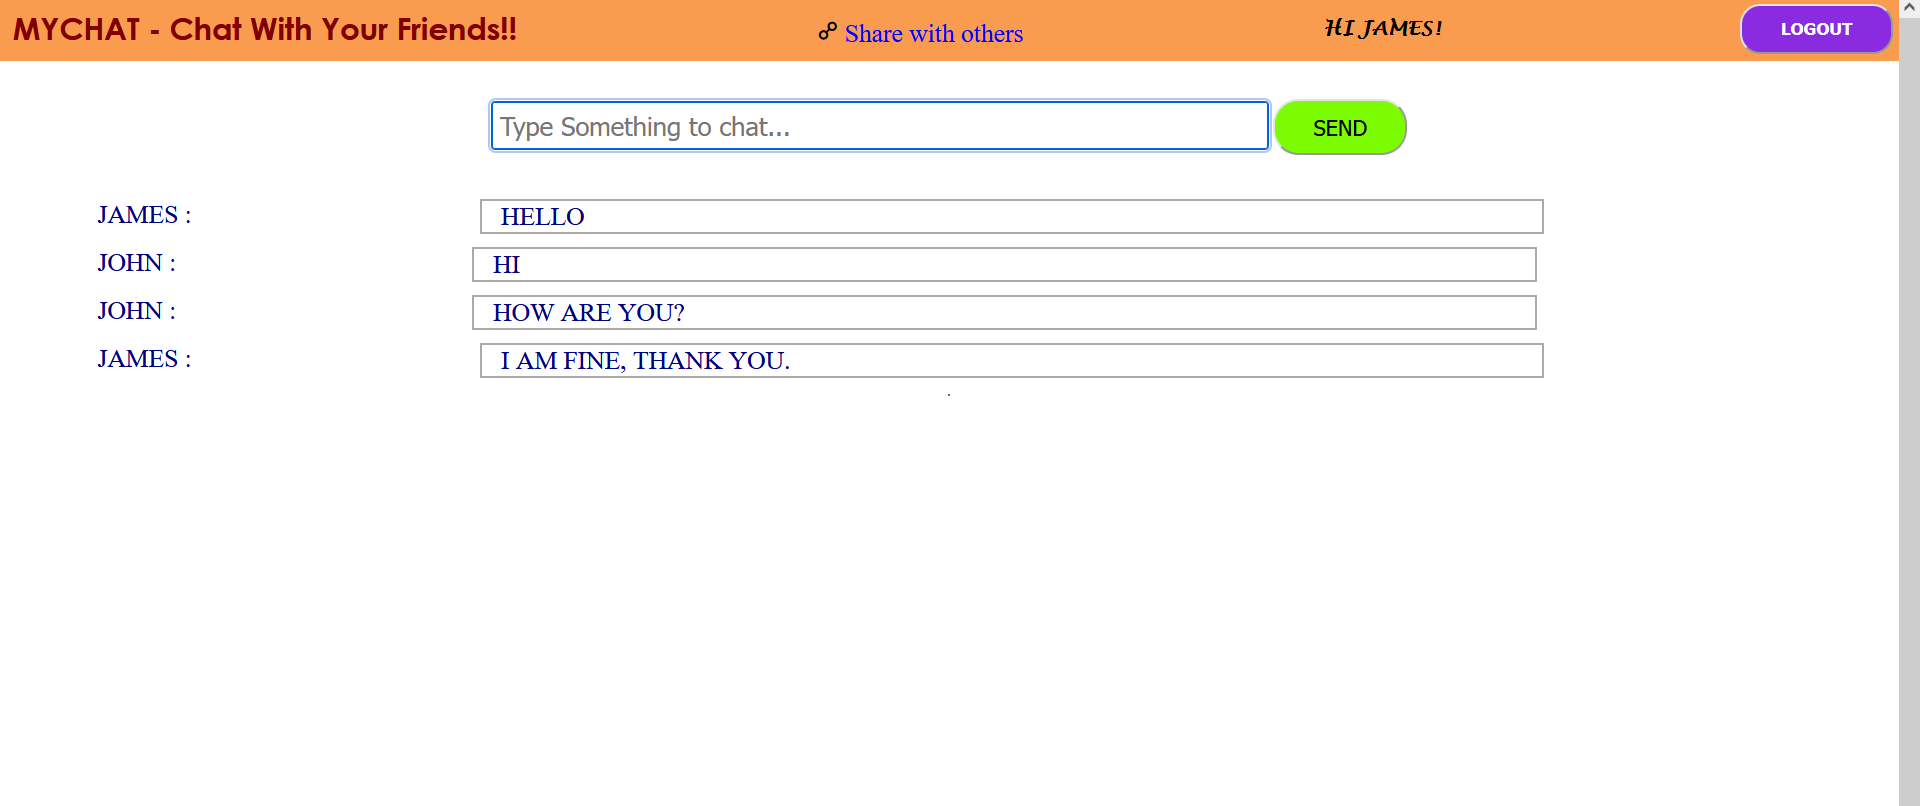 MYCHAT - Chat With Your Friends!!
Share with others
HI JAMES!
LOGOUT
Type Something to chat...
SEND
JAMES : HELLO
JOHN : HI
JOHN : HOW ARE YOU?
JAMES : I AM FINE, THANK YOU.